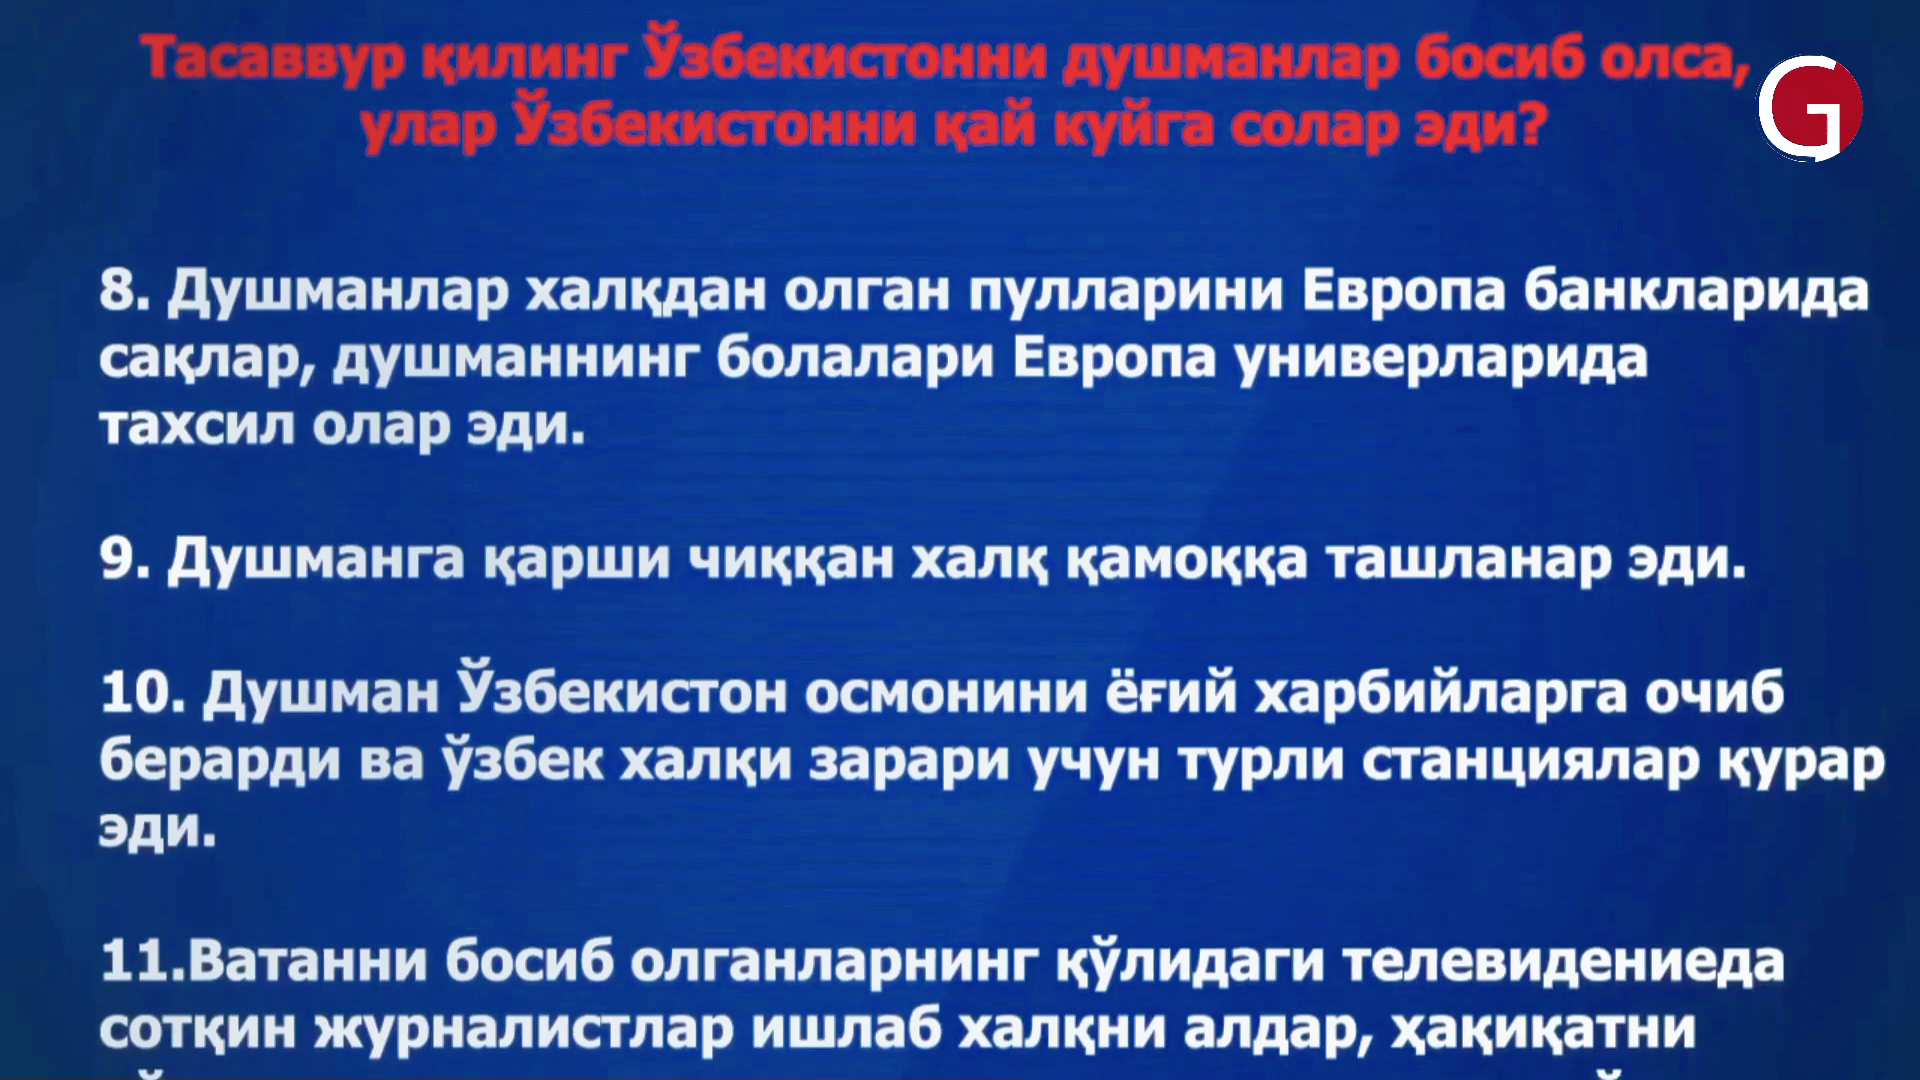 Тасаввур қилинг Ўзбекистонни душманлар босиб олса,
улар Ўзбекистонни қай куйга солар эди?
G
8. Душманлар халқдан олган пулларини Европа банкларида
сақлар, душманнинг болалари Европа универларида
тахсил олар эди.
9. Душманга қарши чиққан халқ қамоққа ташланар эди.
10. Душман Ўзбекистон осмонини ёғий харбийларга очиб
берарди ва ўзбек халқи зарари учун турли станциялар қурар
эди.
11.Ватанни босиб олганларнинг қўлидаги телевидениеда
сотқин журналистлар ишлаб халқни алдар, ҳақиқатни